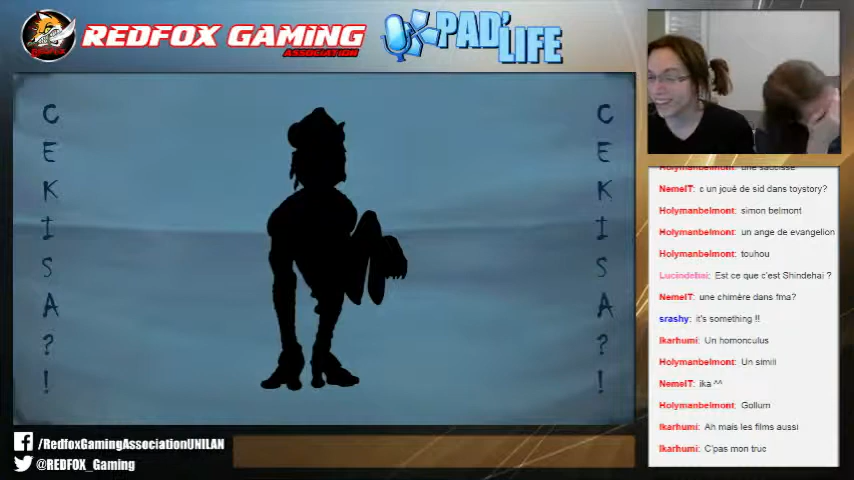 REDFOX GAMING
ASSOCIATION
PAD'LIFE
C
E
K
I
S
A
?
!
C
E
K
I
S
A
?
!
Holymanbelmont: une saucisse
NemeIT: c un joué de sid dans toystory?
Holymanbelmont: simon belmont
Holymanbelmont: un ange de evangelion
Holymanbelmont: touhou
Lucindehai: Est ce que c'est Shindehai ?
NemeIT: une chimère dans fma?
srashy: it's something !!
Ikarhumi: Un homonculus
Holymanbelmont: Un simili
NemeIT: ika ^^
Holymanbelmont: Gollum
Ikarhumi: Ah mais les films aussi
Ikarhumi: C'pas mon truc
/RedfoxGamingAssociationUNILAN
@REDFOX_Gaming